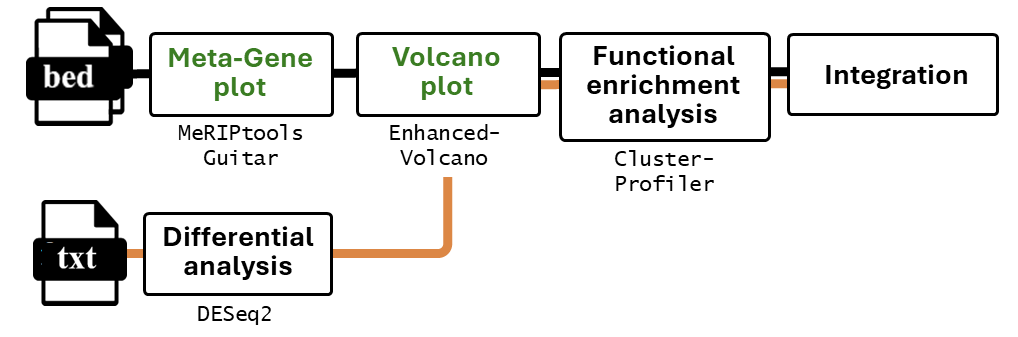 bed
Meta-Gene
plot
MeRIPtools
Guitar
Volcano
plot
Enhanced-
Volcano
Functional
enrichment
analysis
Cluster-
Profiler
Integration
txt
Differential
analysis
DESeq2